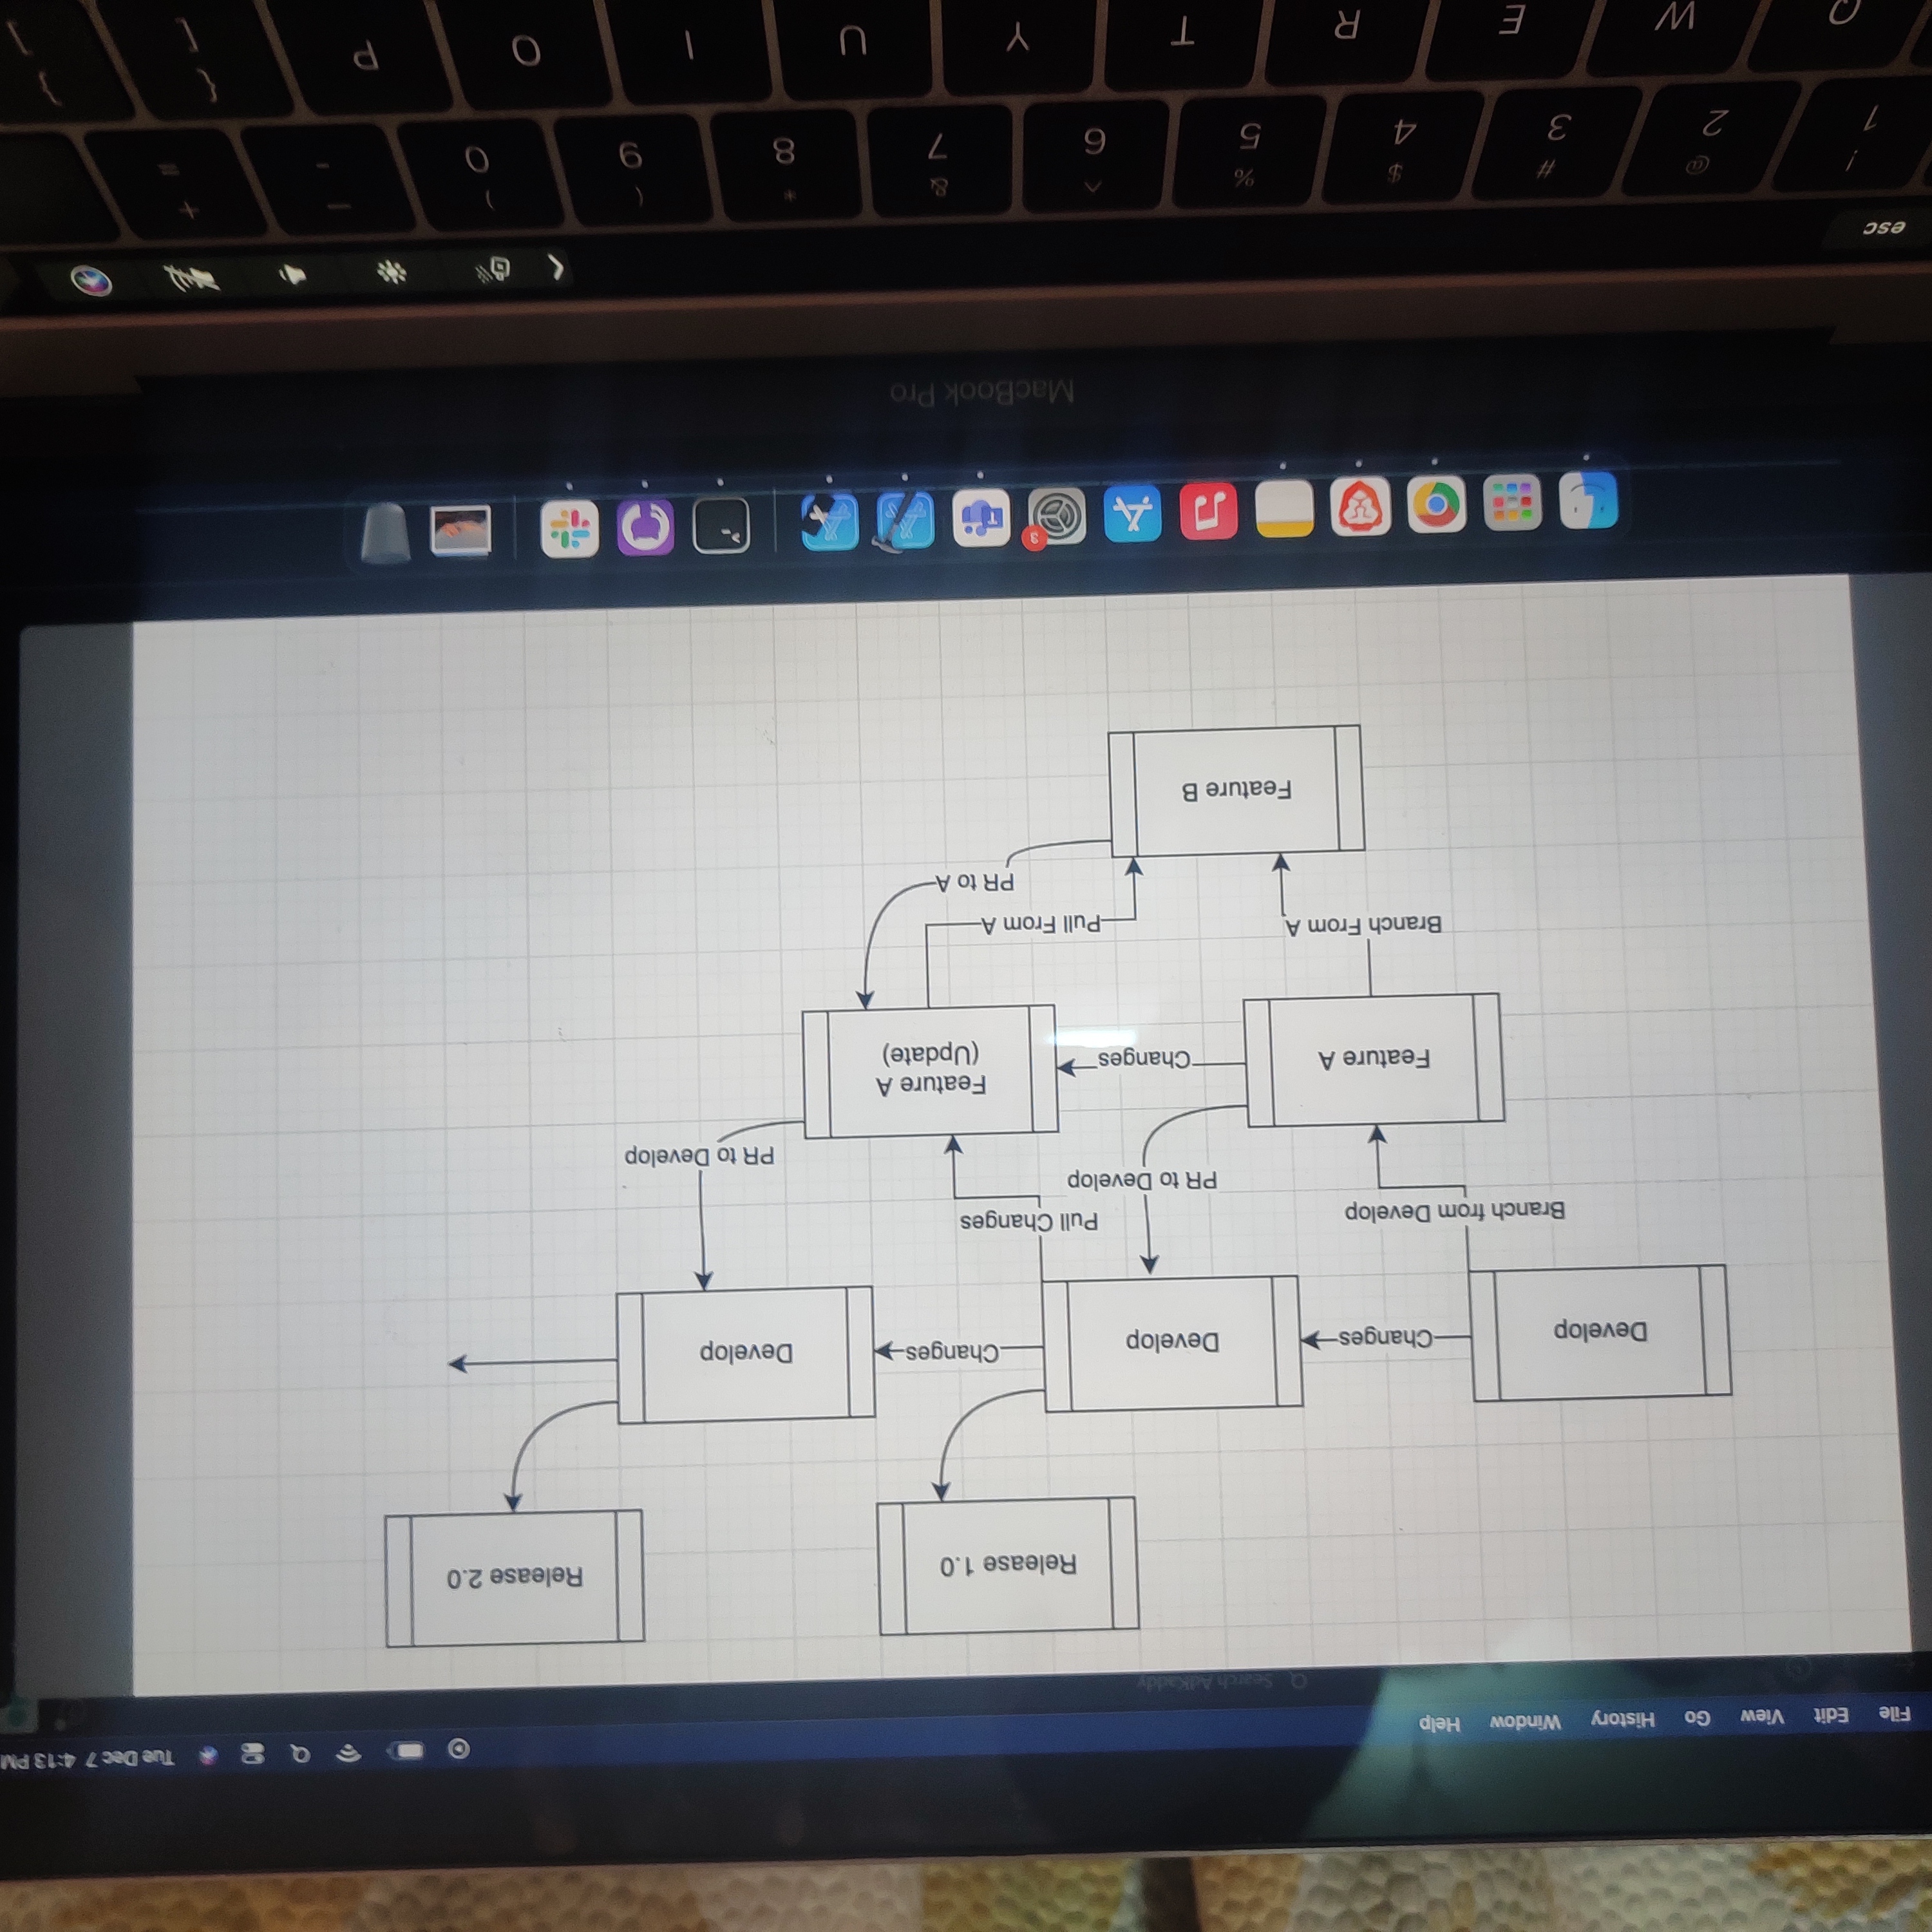 File Edit View Go History Window Help
Tue Dec 7 4:13 PM
Search AdKaddy
Release 1.0
Release 2.0
Develop
Changes
Develop
Changes
Develop
Branch from Develop
PR to Develop
Pull Changes
PR to Develop
Feature A
Changes
Feature A
(Update)
Branch From A
Pull From A
PR to A
Feature B
3
T
MacBook Pro
esc
! @ # $ % ^ & * ( ) — +
1 2 3 4 5 6 7 8 9 0 - =
Q W E R T Y U I O P { }
[ ]